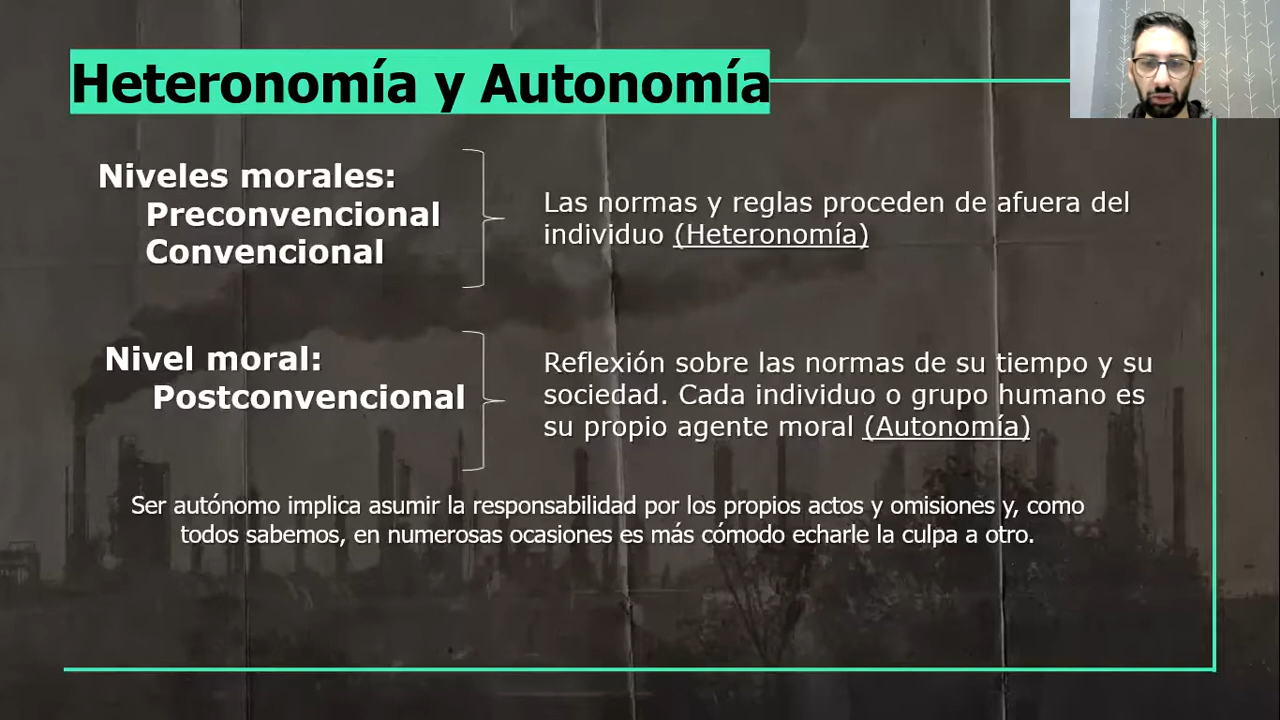 Heteronomía y Autonomía
Niveles morales:
Preconvencional
Convencional
Las normas y reglas proceden de afuera del
individuo (Heteronomía)
Nivel moral:
Postconvencional
Reflexión sobre las normas de su tiempo y su
sociedad. Cada individuo o grupo humano es
su propio agente moral (Autonomía)
Ser autónomo implica asumir la responsabilidad por los propios actos y omisiones y, como
todos sabemos, en numerosas ocasiones es más cómodo echarle la culpa a otro.